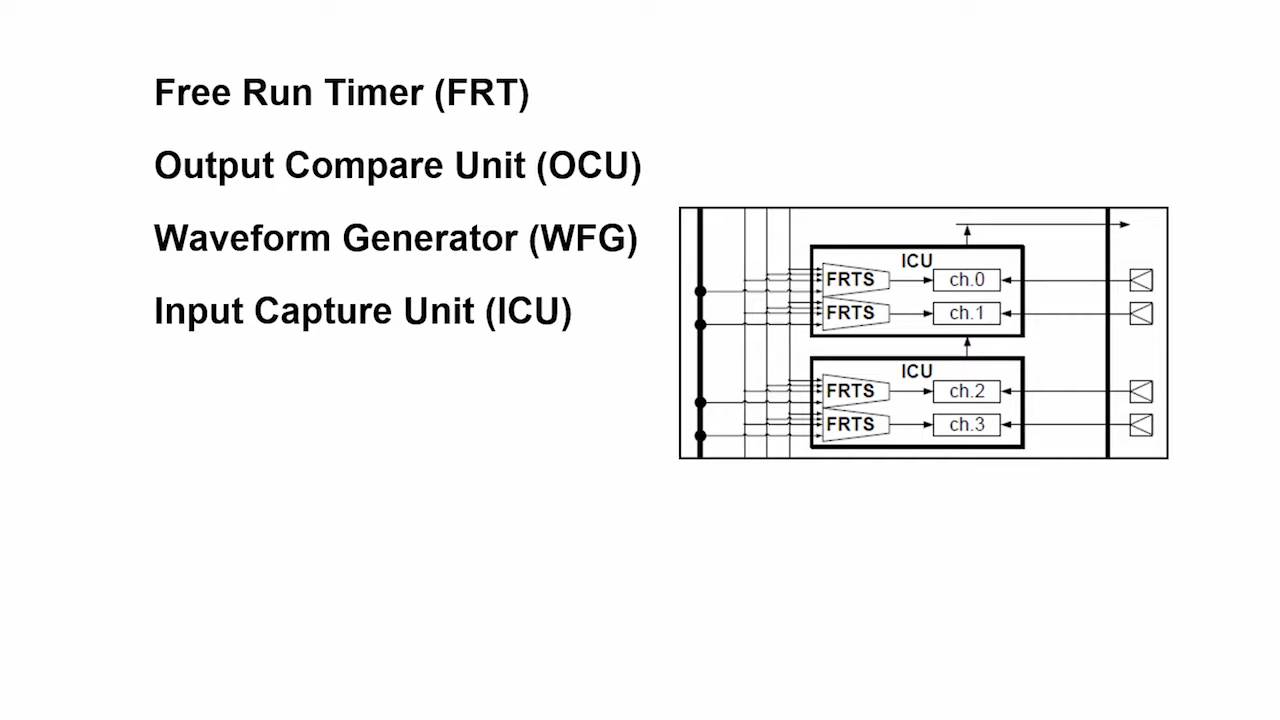 Free Run Timer (FRT)
Output Compare Unit (OCU)
Waveform Generator (WFG)
Input Capture Unit (ICU)
ICU
FRTS ch.0
FRTS ch.1
ICU
FRTS ch.2
FRTS ch.3